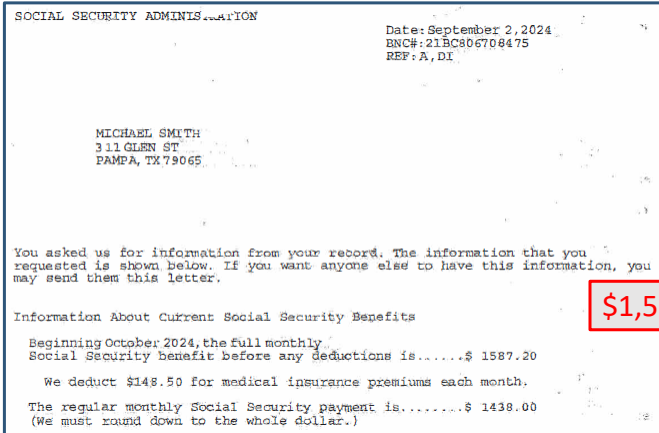 SOCIAL SECURITY ADMINISTRATION
Date: September 2, 2024
BNC#: 21BC806708475
REF: A, DI
MICHAEL SMITH
311 GLEN ST
PAMPA, TX 79065
You asked us for information from your record. The information that you
requested is shown below. If you want anyone else to have this information, you
may send them this letter.
$1,5
Information About Current Social Security Benefits
Beginning October 2024, the full monthly
Social Security benefit before any deductions is......$ 1587.20
We deduct $148.50 for medical insurance premiums each month.
The regular monthly Social Security payment is........$ 1438.00
(We must round down to the whole dollar.)